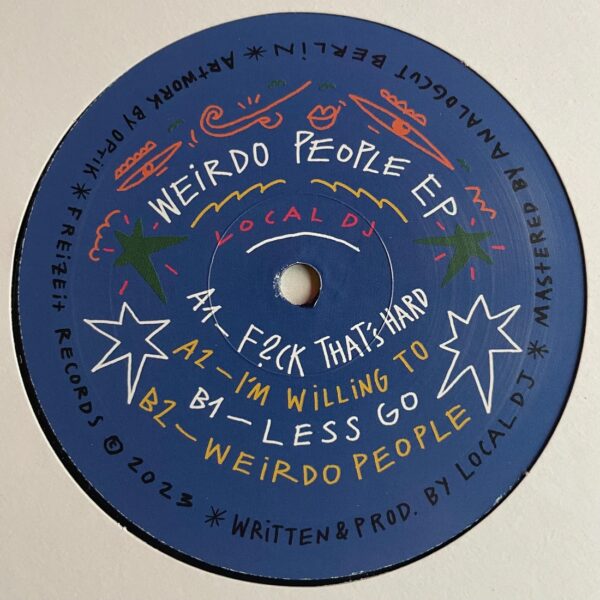 WEiRDO PEOPLE EP
LOCAL DJ
A1 – F?CK THAT'S HARD
A2 – I'M WiLLiNG TO
B1 – LESS GO
B2 – WEiRDO PEOPLE
FREiZEiT RECORDS © 2023 * WRiTTEN & PROD. BY LOCAL DJ * MASTERED BY ANALOGCUT BERLiN * ARTWORK BY OPTiK *